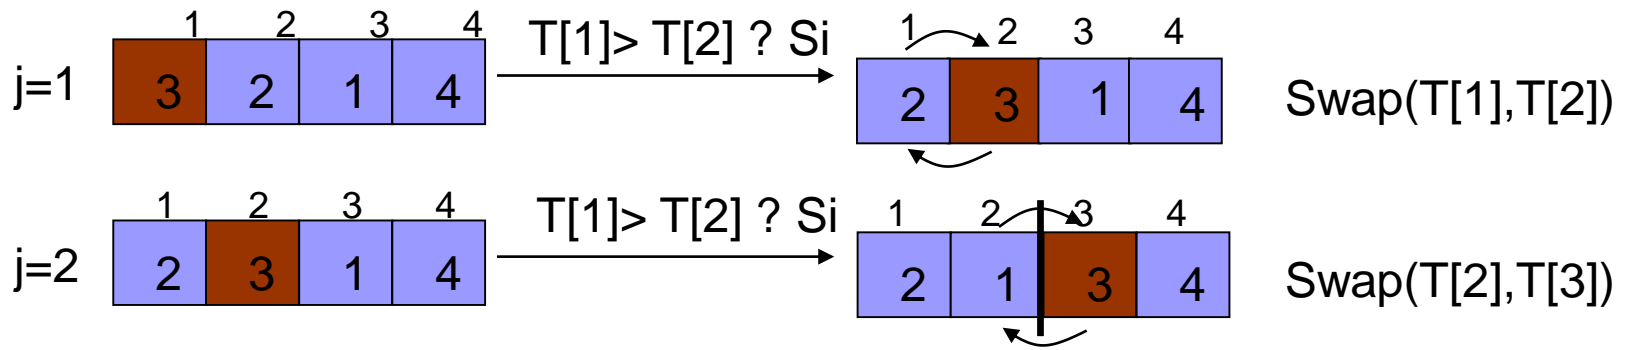 1 2 3 4
T[1]> T[2] ? Si
1 2 3 4
j=1
3 2 1 4
2 3 1 4
Swap(T[1],T[2])
1 2 3 4
T[1]> T[2] ? Si
1 2 3 4
j=2
2 3 1 4
2 1 3 4
Swap(T[2],T[3])